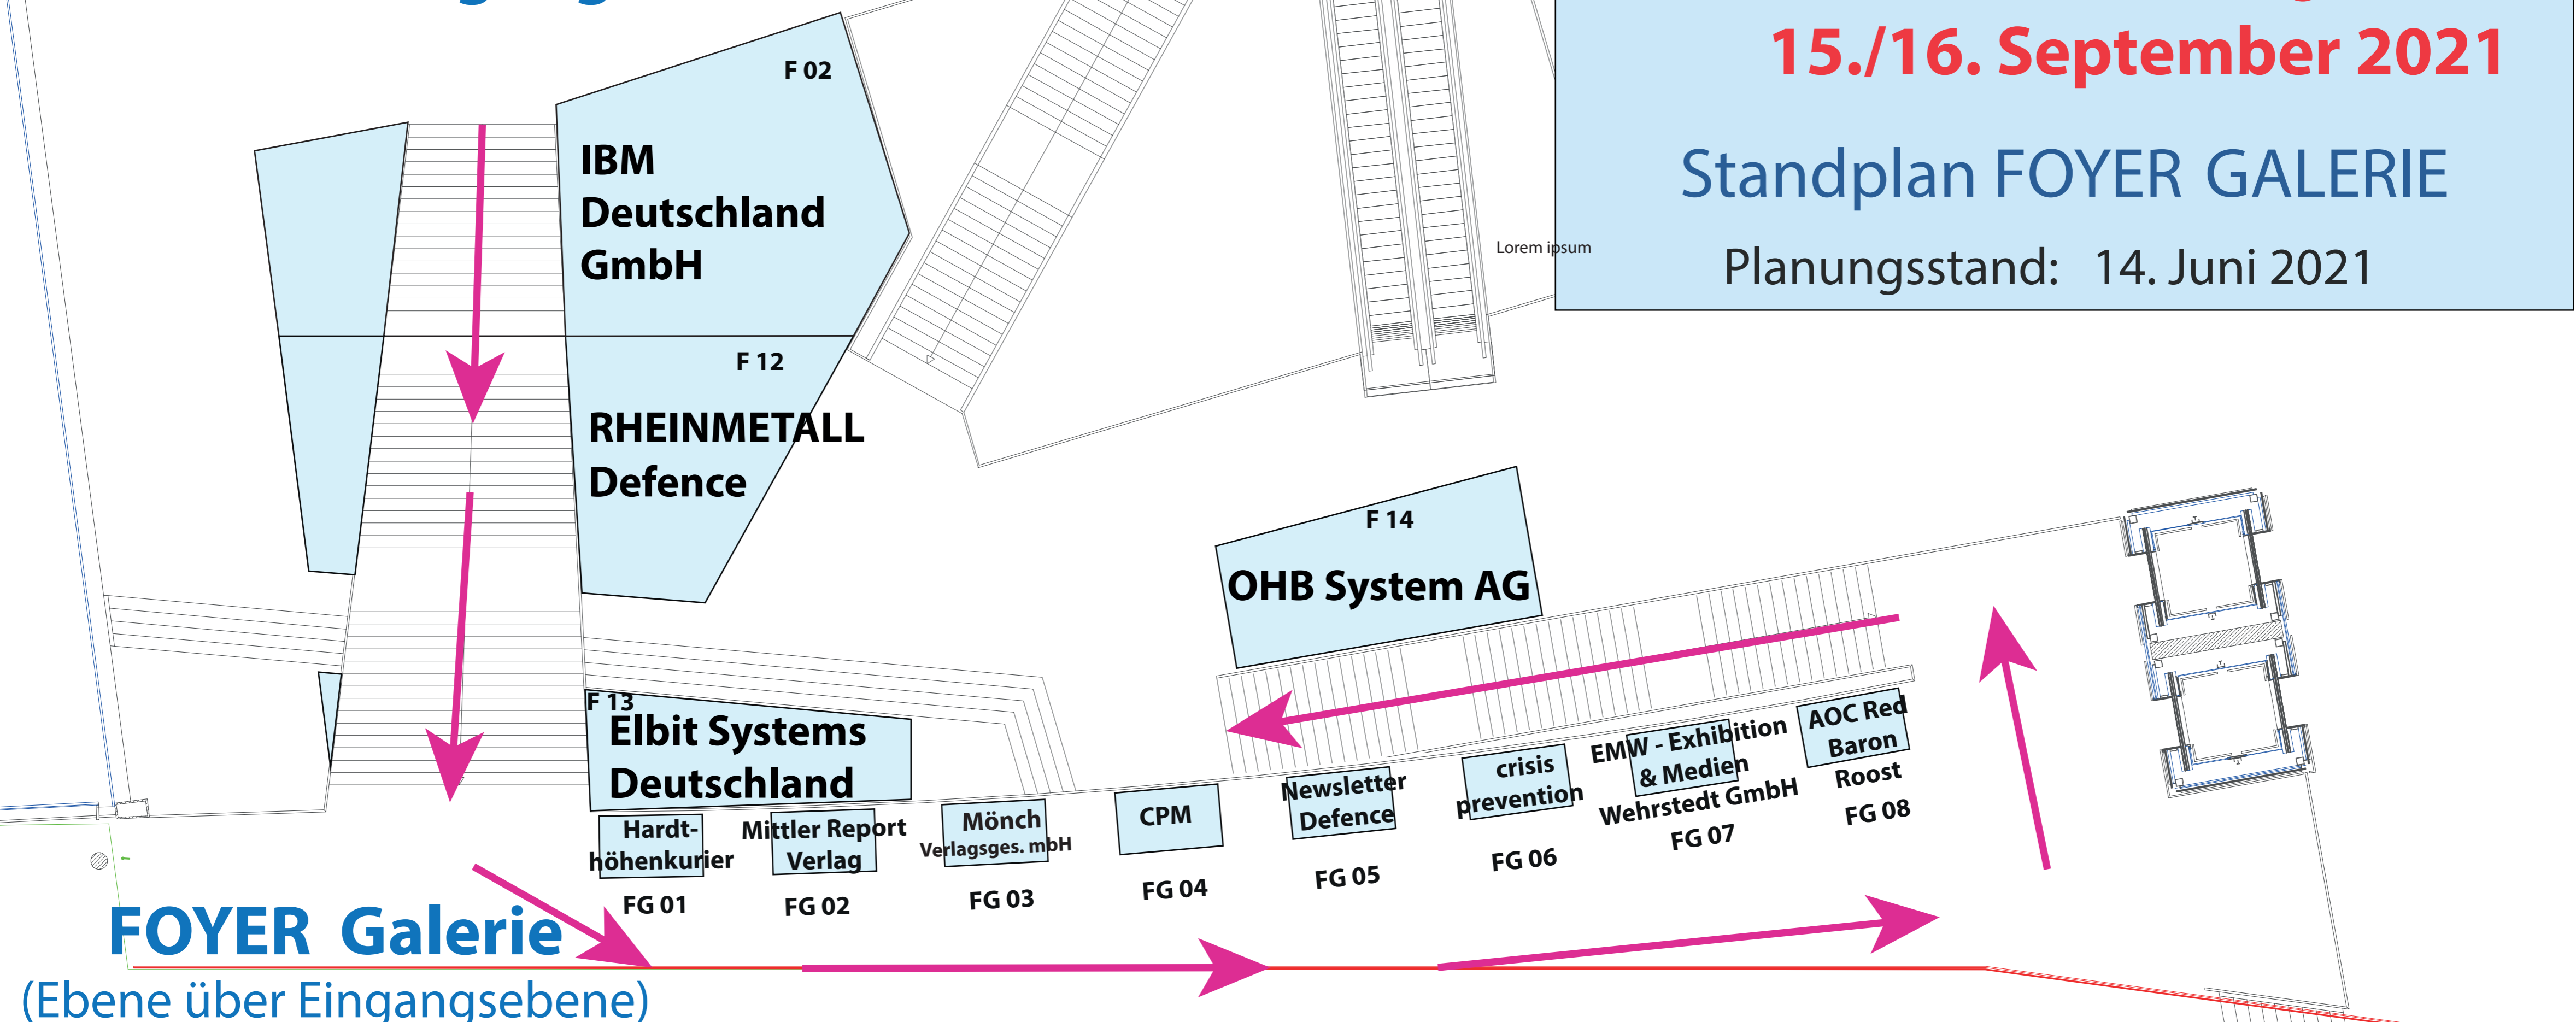 15./16. September 2021
Standplan FOYER GALERIE
Planungsstand: 14. Juni 2021
Lorem ipsum
F 02
IBM
Deutschland
GmbH
F 12
RHEINMETALL
Defence
F 14
OHB System AG
F 13
Elbit Systems
Deutschland
Hardt-
höhenkurier
FG 01
Mittler Report
Verlag
FG 02
Mönch
Verlagsges. mbH
FG 03
CPM
FG 04
Newsletter
Defence
FG 05
crisis
prevention
FG 06
EMW - Exhibition
& Medien
Wehrstedt GmbH
FG 07
AOC Red
Baron
Roost
FG 08
FOYER Galerie
(Ebene über Eingangsebene)